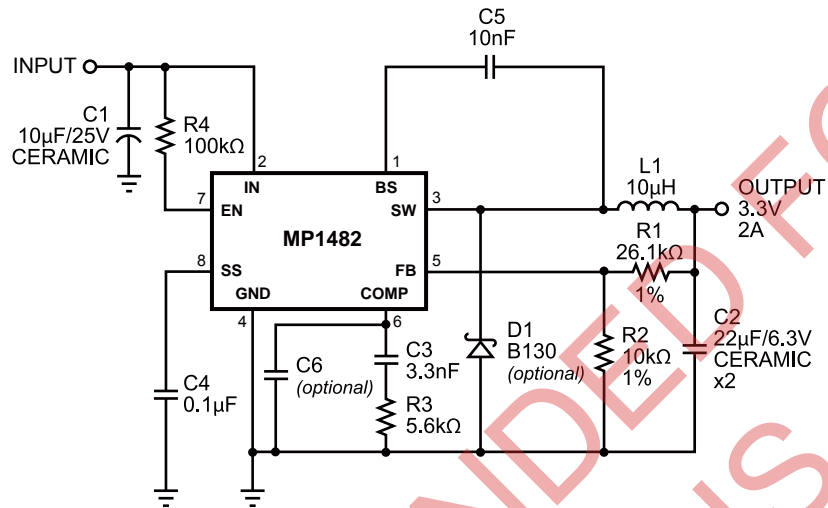 C5
10nF
INPUT
C1
10µF/25V
CERAMIC
R4
100kΩ
2
1
IN
BS
7
EN
SW
3
L1
10µH
OUTPUT
3.3V
2A
MP1482
8
SS
FB
5
R1
26.1kΩ
1%
GND
COMP
4
6
C4
0.1µF
C6
(optional)
C3
3.3nF
R3
5.6kΩ
D1
B130
(optional)
R2
10kΩ
1%
C2
22µF/6.3V
CERAMIC
x2
NDED FO
NS